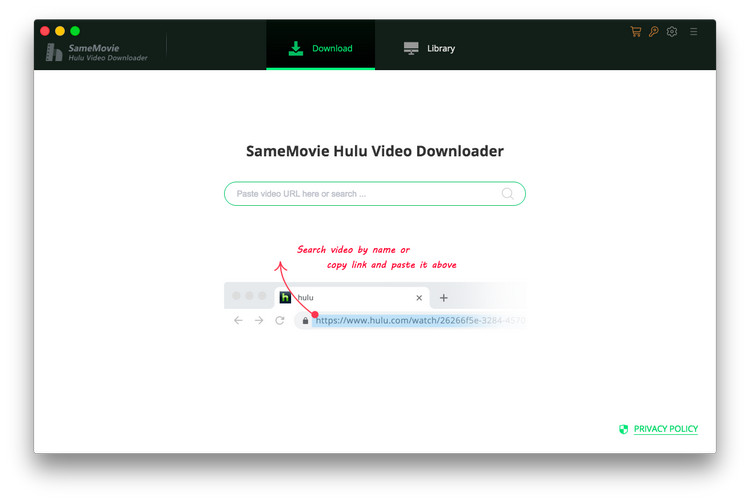 SameMovie
Hulu Video Downloader
Download
Library
SameMovie Hulu Video Downloader
Paste video URL here or search ...
Search video by name or
copy link and paste it above
hulu
https://www.hulu.com/watch/26266f5e-3284-457
PRIVACY POLICY